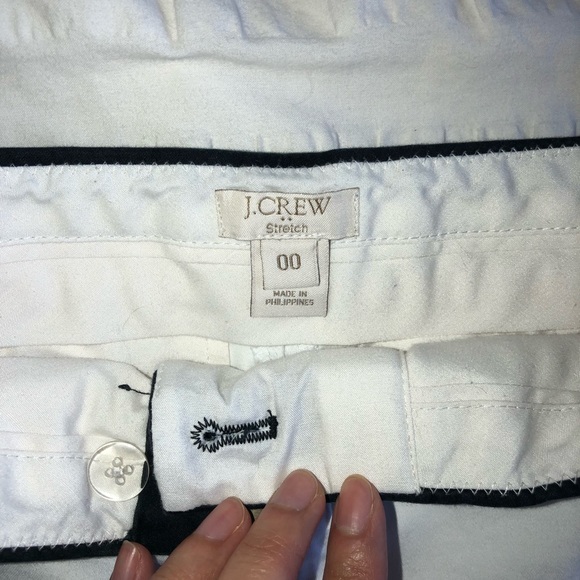 J.CREW
Stretch
00
MADE IN
PHILIPPINES